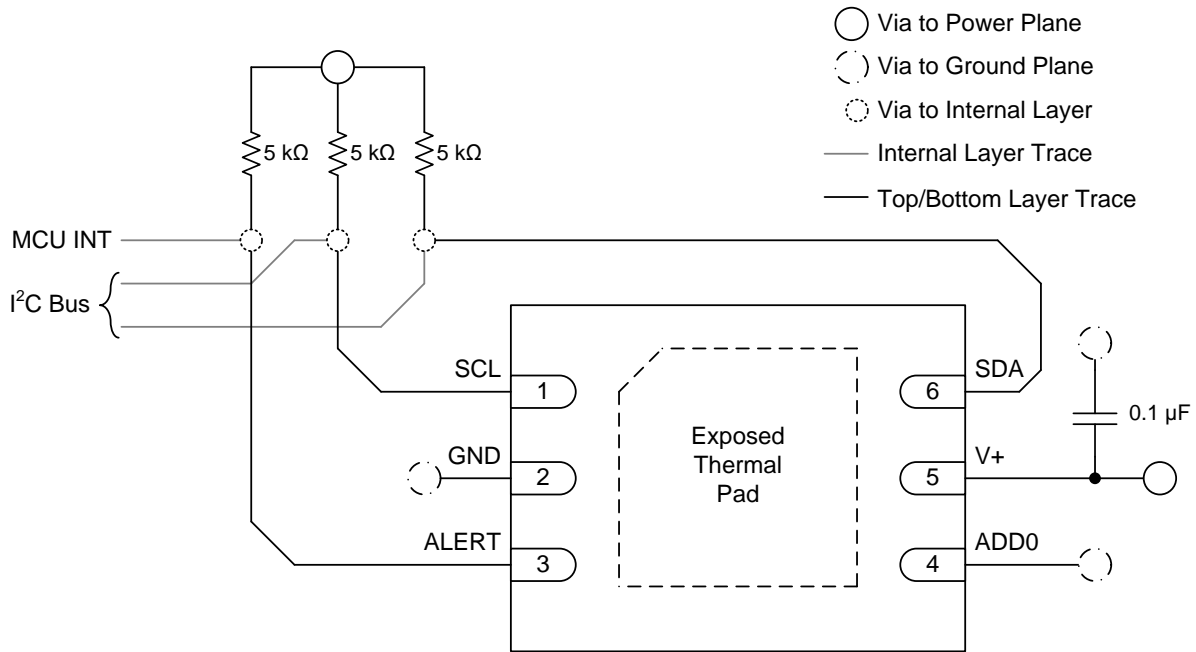 Via to Power Plane
Via to Ground Plane
Via to Internal Layer
Internal Layer Trace
Top/Bottom Layer Trace
5 kΩ 5 kΩ 5 kΩ
MCU INT
I²C Bus
SCL
1
GND
2
ALERT
3
Exposed
Thermal
Pad
SDA
6
V+
5
ADD0
4
0.1 µF